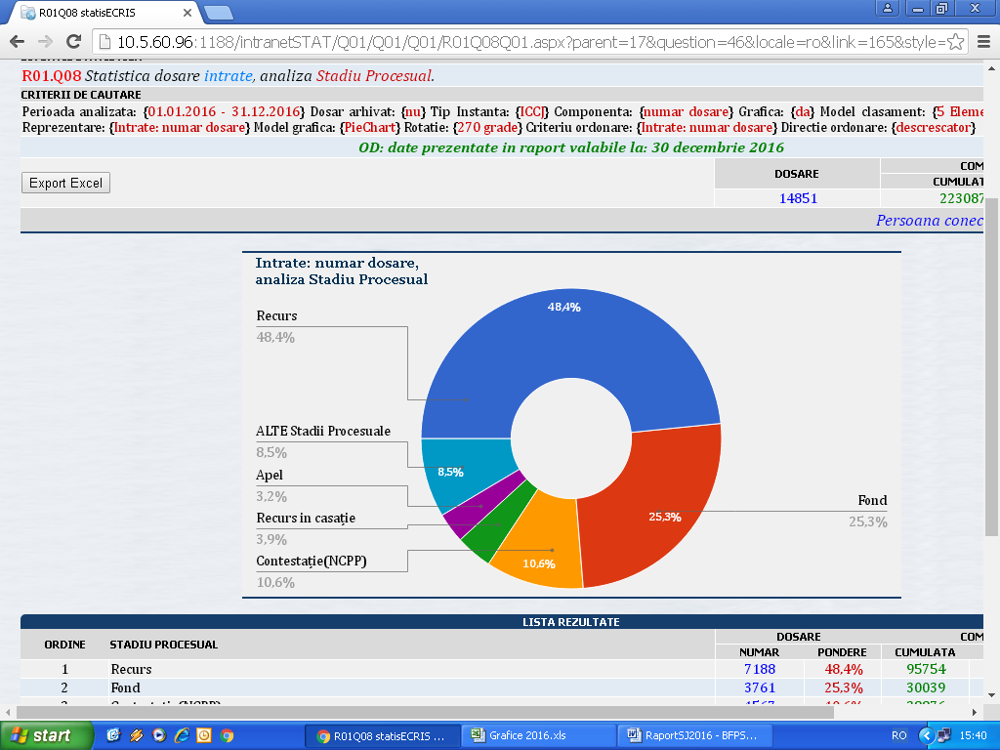 R01Q08 statisECRIS
10.5.60.96:1188/intranetSTAT/Q01/Q01/Q01/R01Q08Q01.aspx?parent=17&question=46&locale=ro&link=165&style=
R01.Q08 Statistica dosare intrate, analiza Stadiu Procesual.
CRITERII DE CAUTARE
Perioada analizata: {01.01.2016 - 31.12.2016} Dosar arhivat: {nu} Tip Instanta: {ICCJ} Componenta: {numar dosare} Grafica: {da} Model clasament: {5 Eleme
Reprezentare: {Intrate: numar dosare} Model grafica: {PieChart} Rotatie: {270 grade} Criteriu ordonare: {Intrate: numar dosare} Directie ordonare: {descrescator}
OD: date prezentate in raport valabile la: 30 decembrie 2016
Export Excel
DOSARE
COM
CUMULAT
14851
223087
Persoana conec
Intrate: numar dosare,
analiza Stadiu Procesual
Recurs
48,4%
ALTE Stadii Procesuale
8,5%
Apel
3,2%
Recurs in casație
3,9%
Contestație(NCPP)
10,6%
48,4%
8,5%
10,6%
25,3%
Fond
25,3%
LISTA REZULTATE
ORDINE STADIU PROCESUAL DOSARE COM
NUMAR PONDERE CUMULATA
1 Recurs 7188 48,4% 95754
2 Fond 3761 25,3% 30039
start
R01Q08 statisECRIS ...
Grafice 2016.xls
RaportSJ2016 - BFPS...
RO
15:40